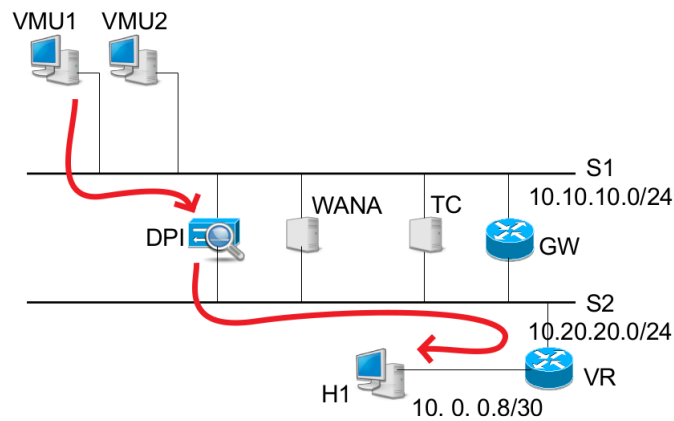 VMU1 VMU2
S1
10.10.10.0/24
WANA
TC
DPI
GW
S2
10.20.20.0/24
VR
H1
10. 0. 0.8/30